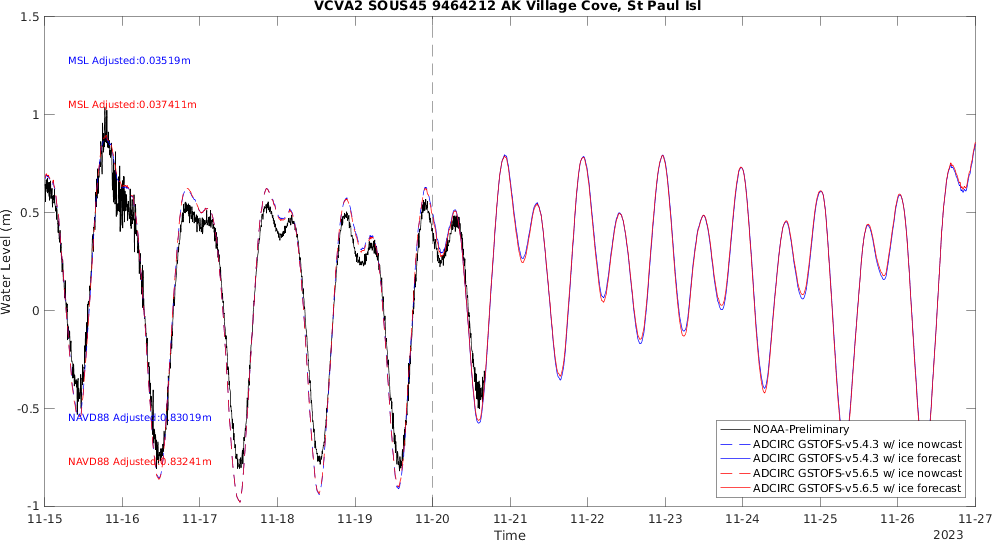 VCVA2 SOUS45 9464212 AK Village Cove, St Paul Isl
1.5
1
0.5
0
-0.5
-1
Water Level (m)
MSL Adjusted:0.03519m
MSL Adjusted:0.037411m
NAVD88 Adjusted:0.83019m
NAVD88 Adjusted:0.83241m
NOAA-Preliminary
ADCIRC GSTOFS-v5.4.3 w/ ice nowcast
ADCIRC GSTOFS-v5.4.3 w/ ice forecast
ADCIRC GSTOFS-v5.6.5 w/ ice nowcast
ADCIRC GSTOFS-v5.6.5 w/ ice forecast
11-15 11-16 11-17 11-18 11-19 11-20 11-21 11-22 11-23 11-24 11-25 11-26 11-27
Time
2023